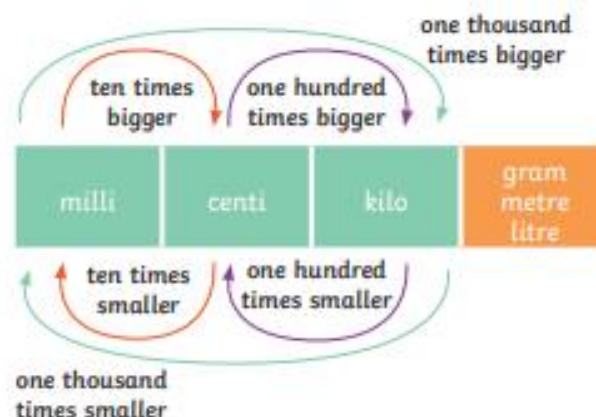 one thousand
times bigger
ten times
bigger
one hundred
times bigger
milli
centi
kilo
gram
metre
litre
ten times
smaller
one hundred
times smaller
one thousand
times smaller